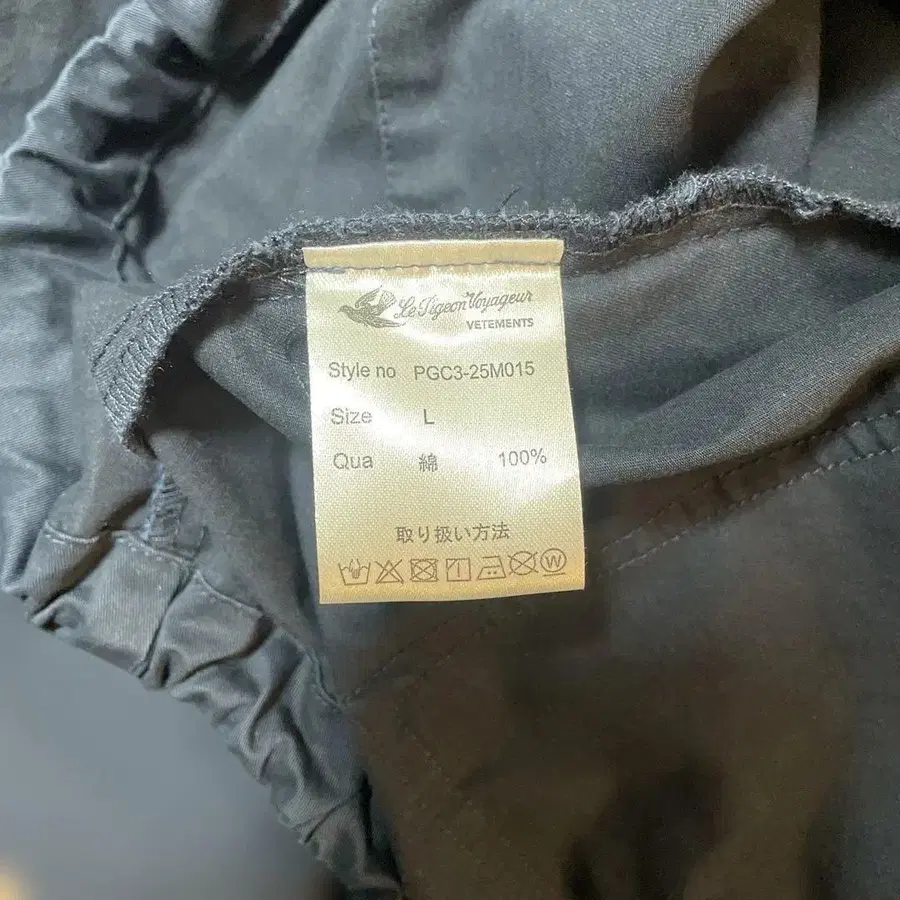 Le Pigeon Voyageur
VETEMENTS
Style no PGC3-25M015
Size L
Qua 綿 100%
取り扱い方法
W